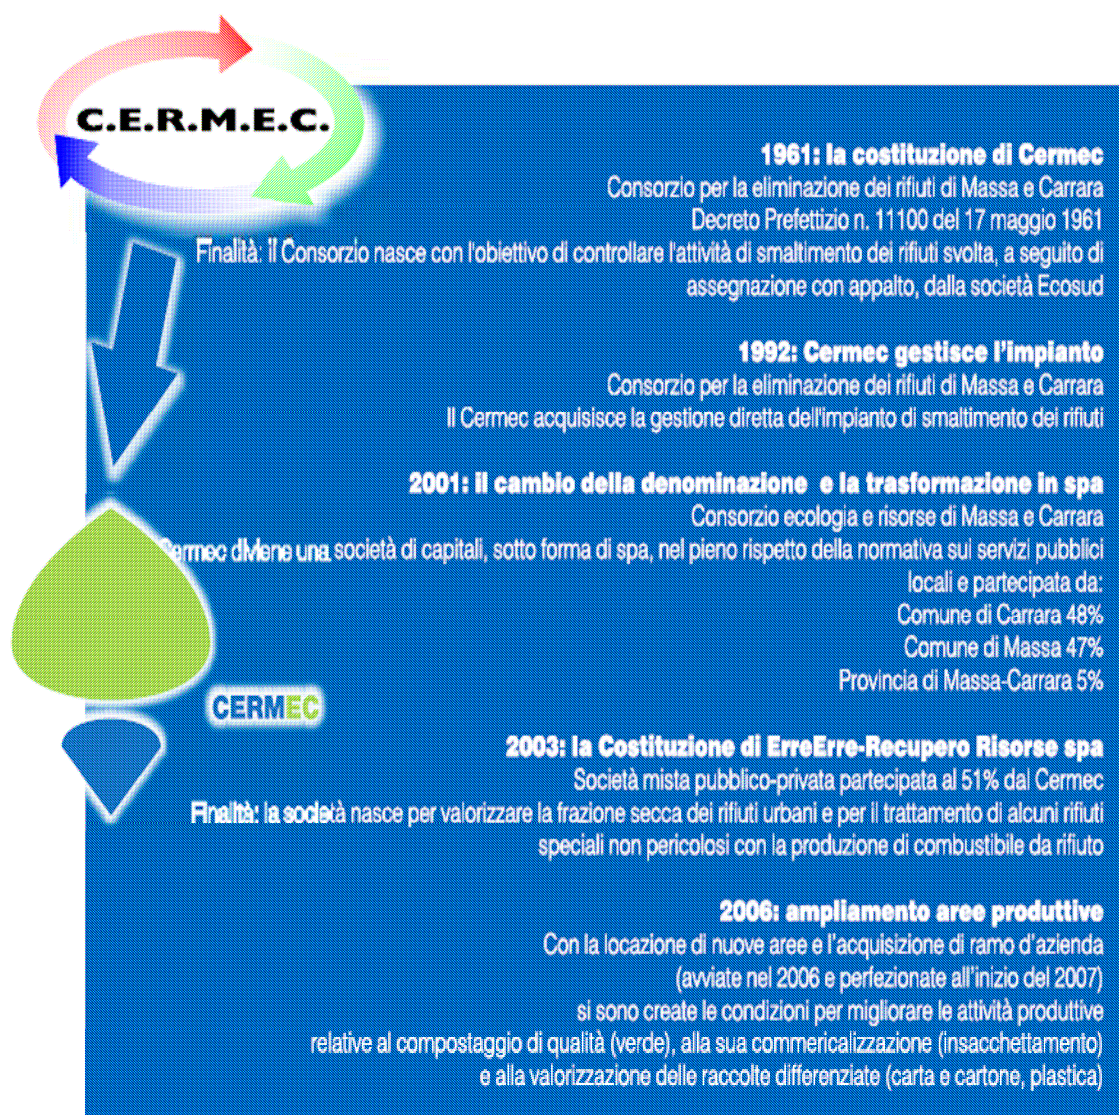 C.E.R.M.E.C.
1961: la costituzione di Cermec
Consorzio per la eliminazione dei rifiuti di Massa e Carrara
Decreto Prefettizio n. 11100 del 17 maggio 1961
Finalità: il Consorzio nasce con l'obiettivo di controllare l'attività di smaltimento dei rifiuti svolta, a seguito di
assegnazione con appalto, dalla società Ecosud
1992: Cermec gestisce l'impianto
Consorzio per la eliminazione dei rifiuti di Massa e Carrara
Il Cermec acquisisce la gestione diretta dell'impianto di smaltimento dei rifiuti
2001: il cambio della denominazione e la trasformazione in spa
Consorzio ecologia e risorse di Massa e Carrara
Cermec diviene una società di capitali, sotto forma di spa, nel pieno rispetto della normativa sui servizi pubblici
locali e partecipata da:
Comune di Carrara 48%
Comune di Massa 47%
Provincia di Massa-Carrara 5%
CERMEC
2003: la Costituzione di ErreErre-Recupero Risorse spa
Società mista pubblico-privata partecipata al 51% dal Cermec
Finalità: la società nasce per valorizzare la frazione secca dei rifiuti urbani e per il trattamento di alcuni rifiuti
speciali non pericolosi con la produzione di combustibile da rifiuto
2006: ampliamento aree produttive
Con la locazione di nuove aree e l'acquisizione di ramo d'azienda
(avviate nel 2006 e perfezionate all'inizio del 2007)
si sono create le condizioni per migliorare le attività produttive
relative al compostaggio di qualità (verde), alla sua commericalizzazione (insacchettamento)
e alla valorizzazione delle raccolte differenziate (carta e cartone, plastica)